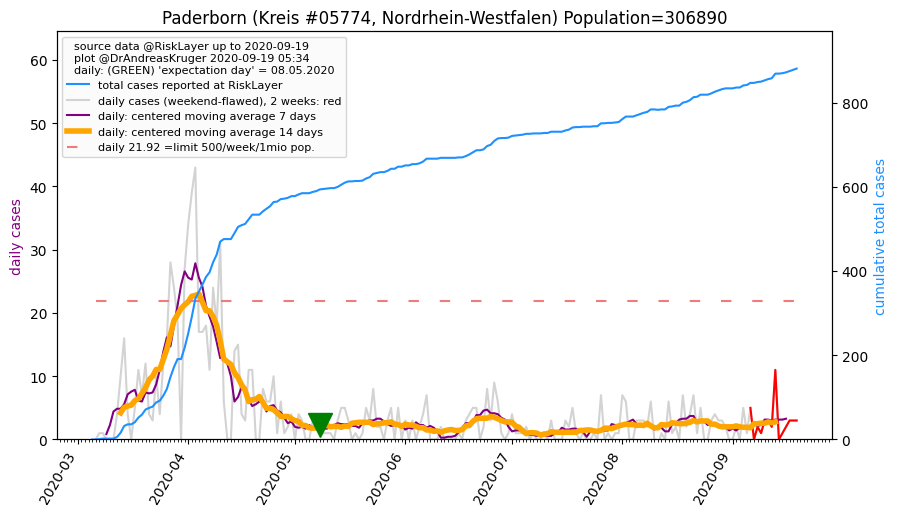 Paderborn (Kreis #05774, Nordrhein-Westfalen) Population=306890
source data @RiskLayer up to 2020-09-19
plot @DrAndreasKruger 2020-09-19 05:34
daily: (GREEN) 'expectation day' = 08.05.2020
total cases reported at RiskLayer
daily cases (weekend-flawed), 2 weeks: red
daily: centered moving average 7 days
daily: centered moving average 14 days
daily 21.92 =limit 500/week/1mio pop.
daily cases
60
50
40
30
20
10
0
cumulative total cases
800
600
400
200
0
2020-03
2020-04
2020-05
2020-06
2020-07
2020-08
2020-09